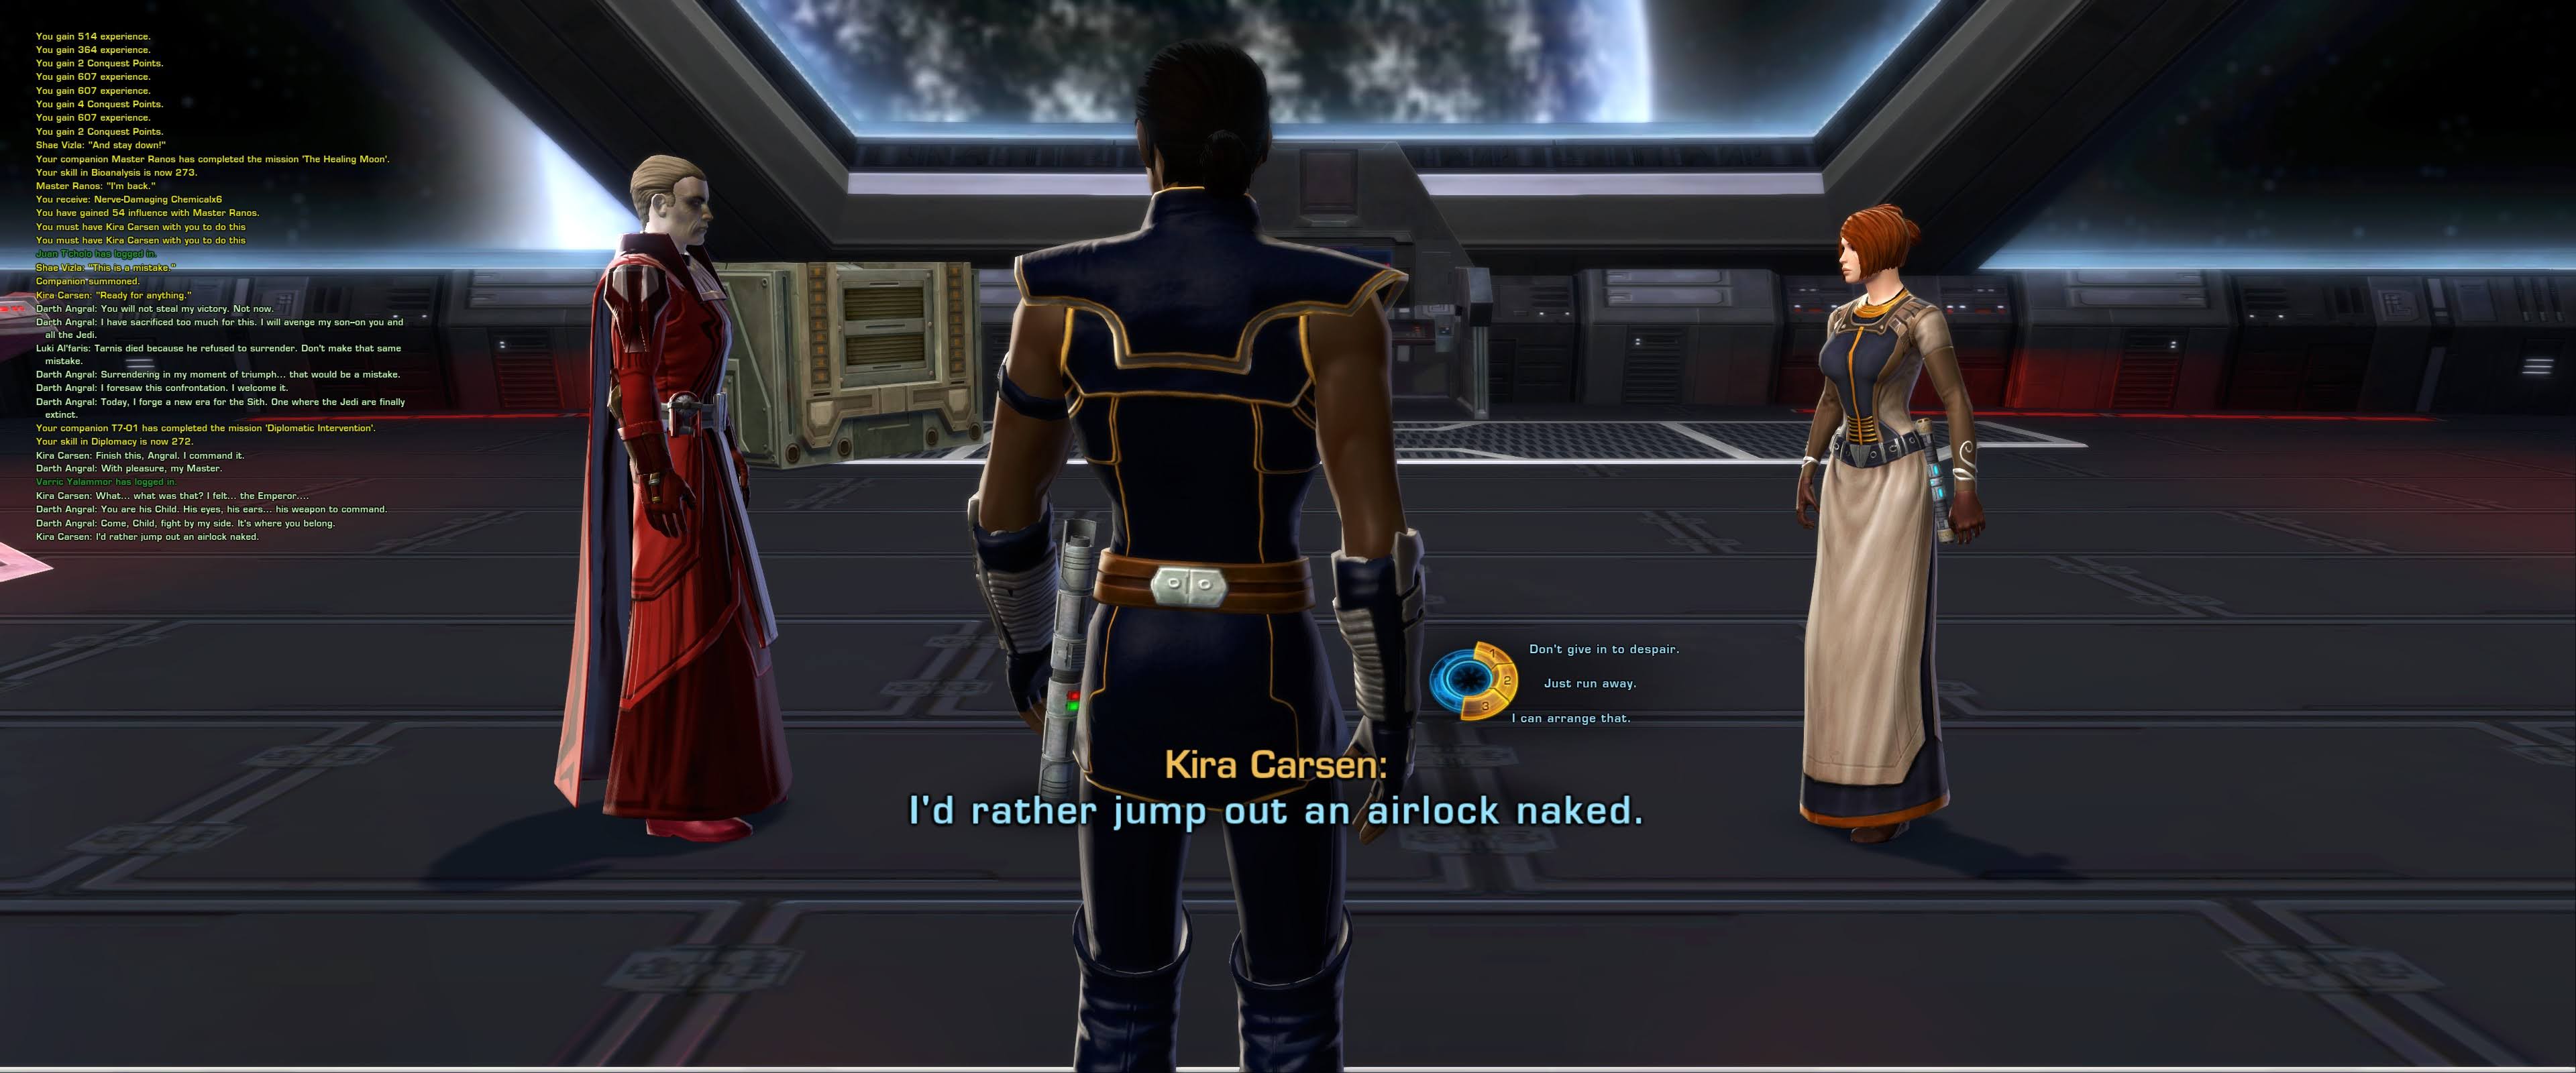 You gain 514 experience.
You gain 364 experience.
You gain 2 Conquest Points.
You gain 607 experience.
You gain 607 experience.
You gain 4 Conquest Points.
You gain 607 experience.
You gain 2 Conquest Points.
Shae Vizla: "And stay down!"
Your companion Master Ranos has completed the mission 'The Healing Moon'.
Your skill in Bioanalysis is now 273.
Master Ranos: "I'm back."
You receive: Nerve-Damaging Chemicalx6
You have gained 54 influence with Master Ranos.
You must have Kira Carsen with you to do this
You must have Kira Carsen with you to do this
Juan T'cholo has logged in.
Shae Vizla: "This is a mistake."
Companion summoned.
Kira Carsen: "Ready for anything."
Darth Angral: You will not steal my victory. Not now.
Darth Angral: I have sacrificed too much for this. I will avenge my son—on you and
all the Jedi.
Luki Al'faris: Tarnis died because he refused to surrender. Don't make that same
mistake.
Darth Angral: Surrendering in my moment of triumph... that would be a mistake.
Darth Angral: I foresaw this confrontation. I welcome it.
Darth Angral: Today, I forge a new era for the Sith. One where the Jedi are finally
extinct.
Your companion T7-O1 has completed the mission 'Diplomatic Intervention'.
Your skill in Diplomacy is now 272.
Kira Carsen: Finish this, Angral. I command it.
Darth Angral: With pleasure, my Master.
Varric Yalammor has logged in.
Kira Carsen: What... what was that? I felt... the Emperor....
Darth Angral: You are his Child. His eyes, his ears... his weapon to command.
Darth Angral: Come, Child, fight by my side. It's where you belong.
Kira Carsen: I'd rather jump out an airlock naked.
1 Don't give in to despair.
2 Just run away.
3 I can arrange that.
Kira Carsen:
I'd rather jump out an airlock naked.